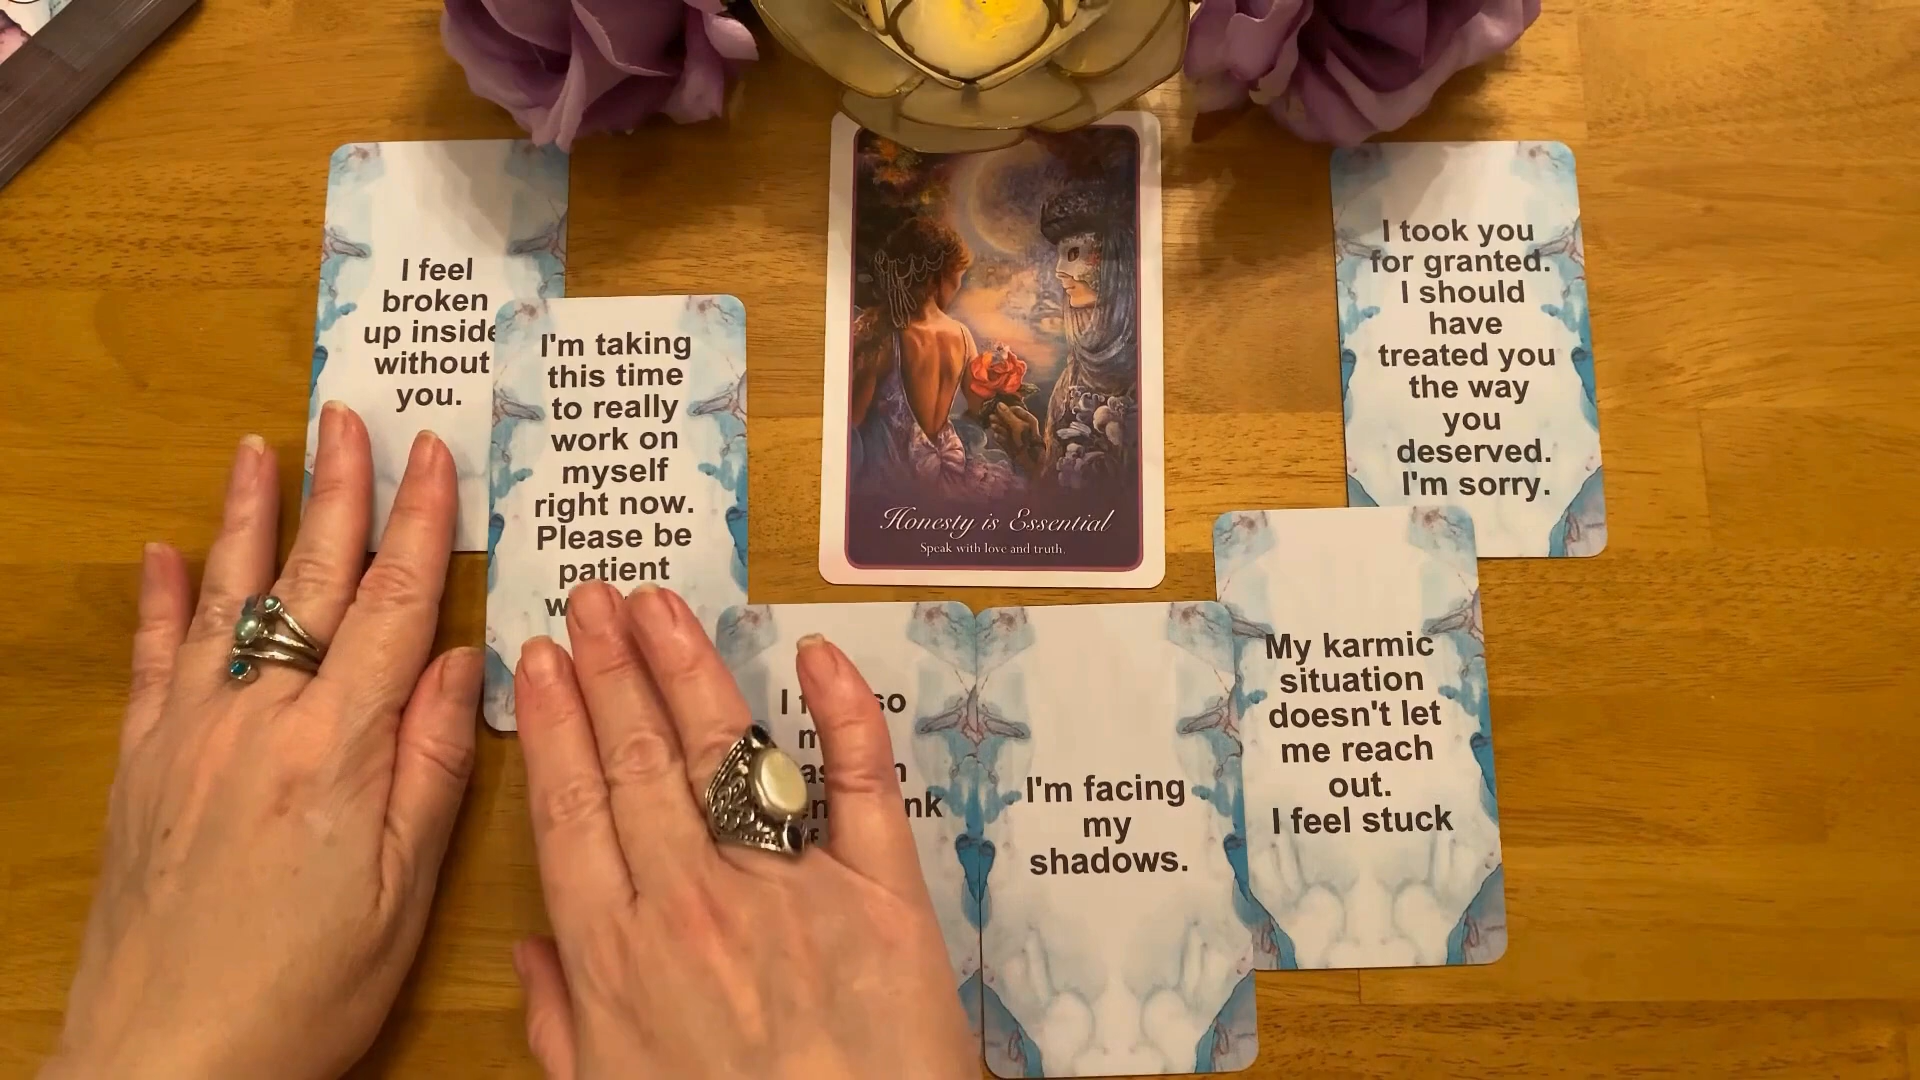 I feel
broken
up inside
without
you.
I'm taking
this time
to really
work on
myself
right now.
Please be
patient
Honesty is Essential
Speak with love and truth.
I took you
for granted.
I should
have
treated you
the way
you
deserved.
I'm sorry.
I
so
I'm facing
my
shadows.
My karmic
situation
doesn't let
me reach
out.
I feel stuck